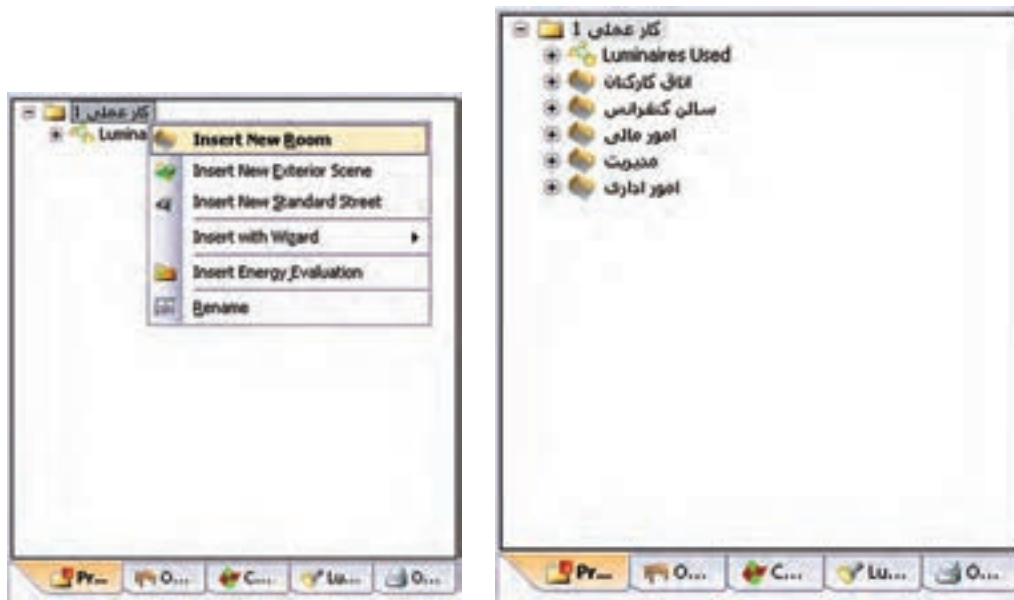 کار عملی 1
Lumina
Insert New Room
Insert New Exterior Scene
Insert New Standard Street
Insert with Wizard
Insert Energy Evaluation
Rename
Pr... O... C... Lu... O...
کار عملی 1
Luminaires Used
اتاق کارکنان
سالن کنفرانس
امور مالی
مدیریت
امور اداری
Pr... O... C... Lu... O...